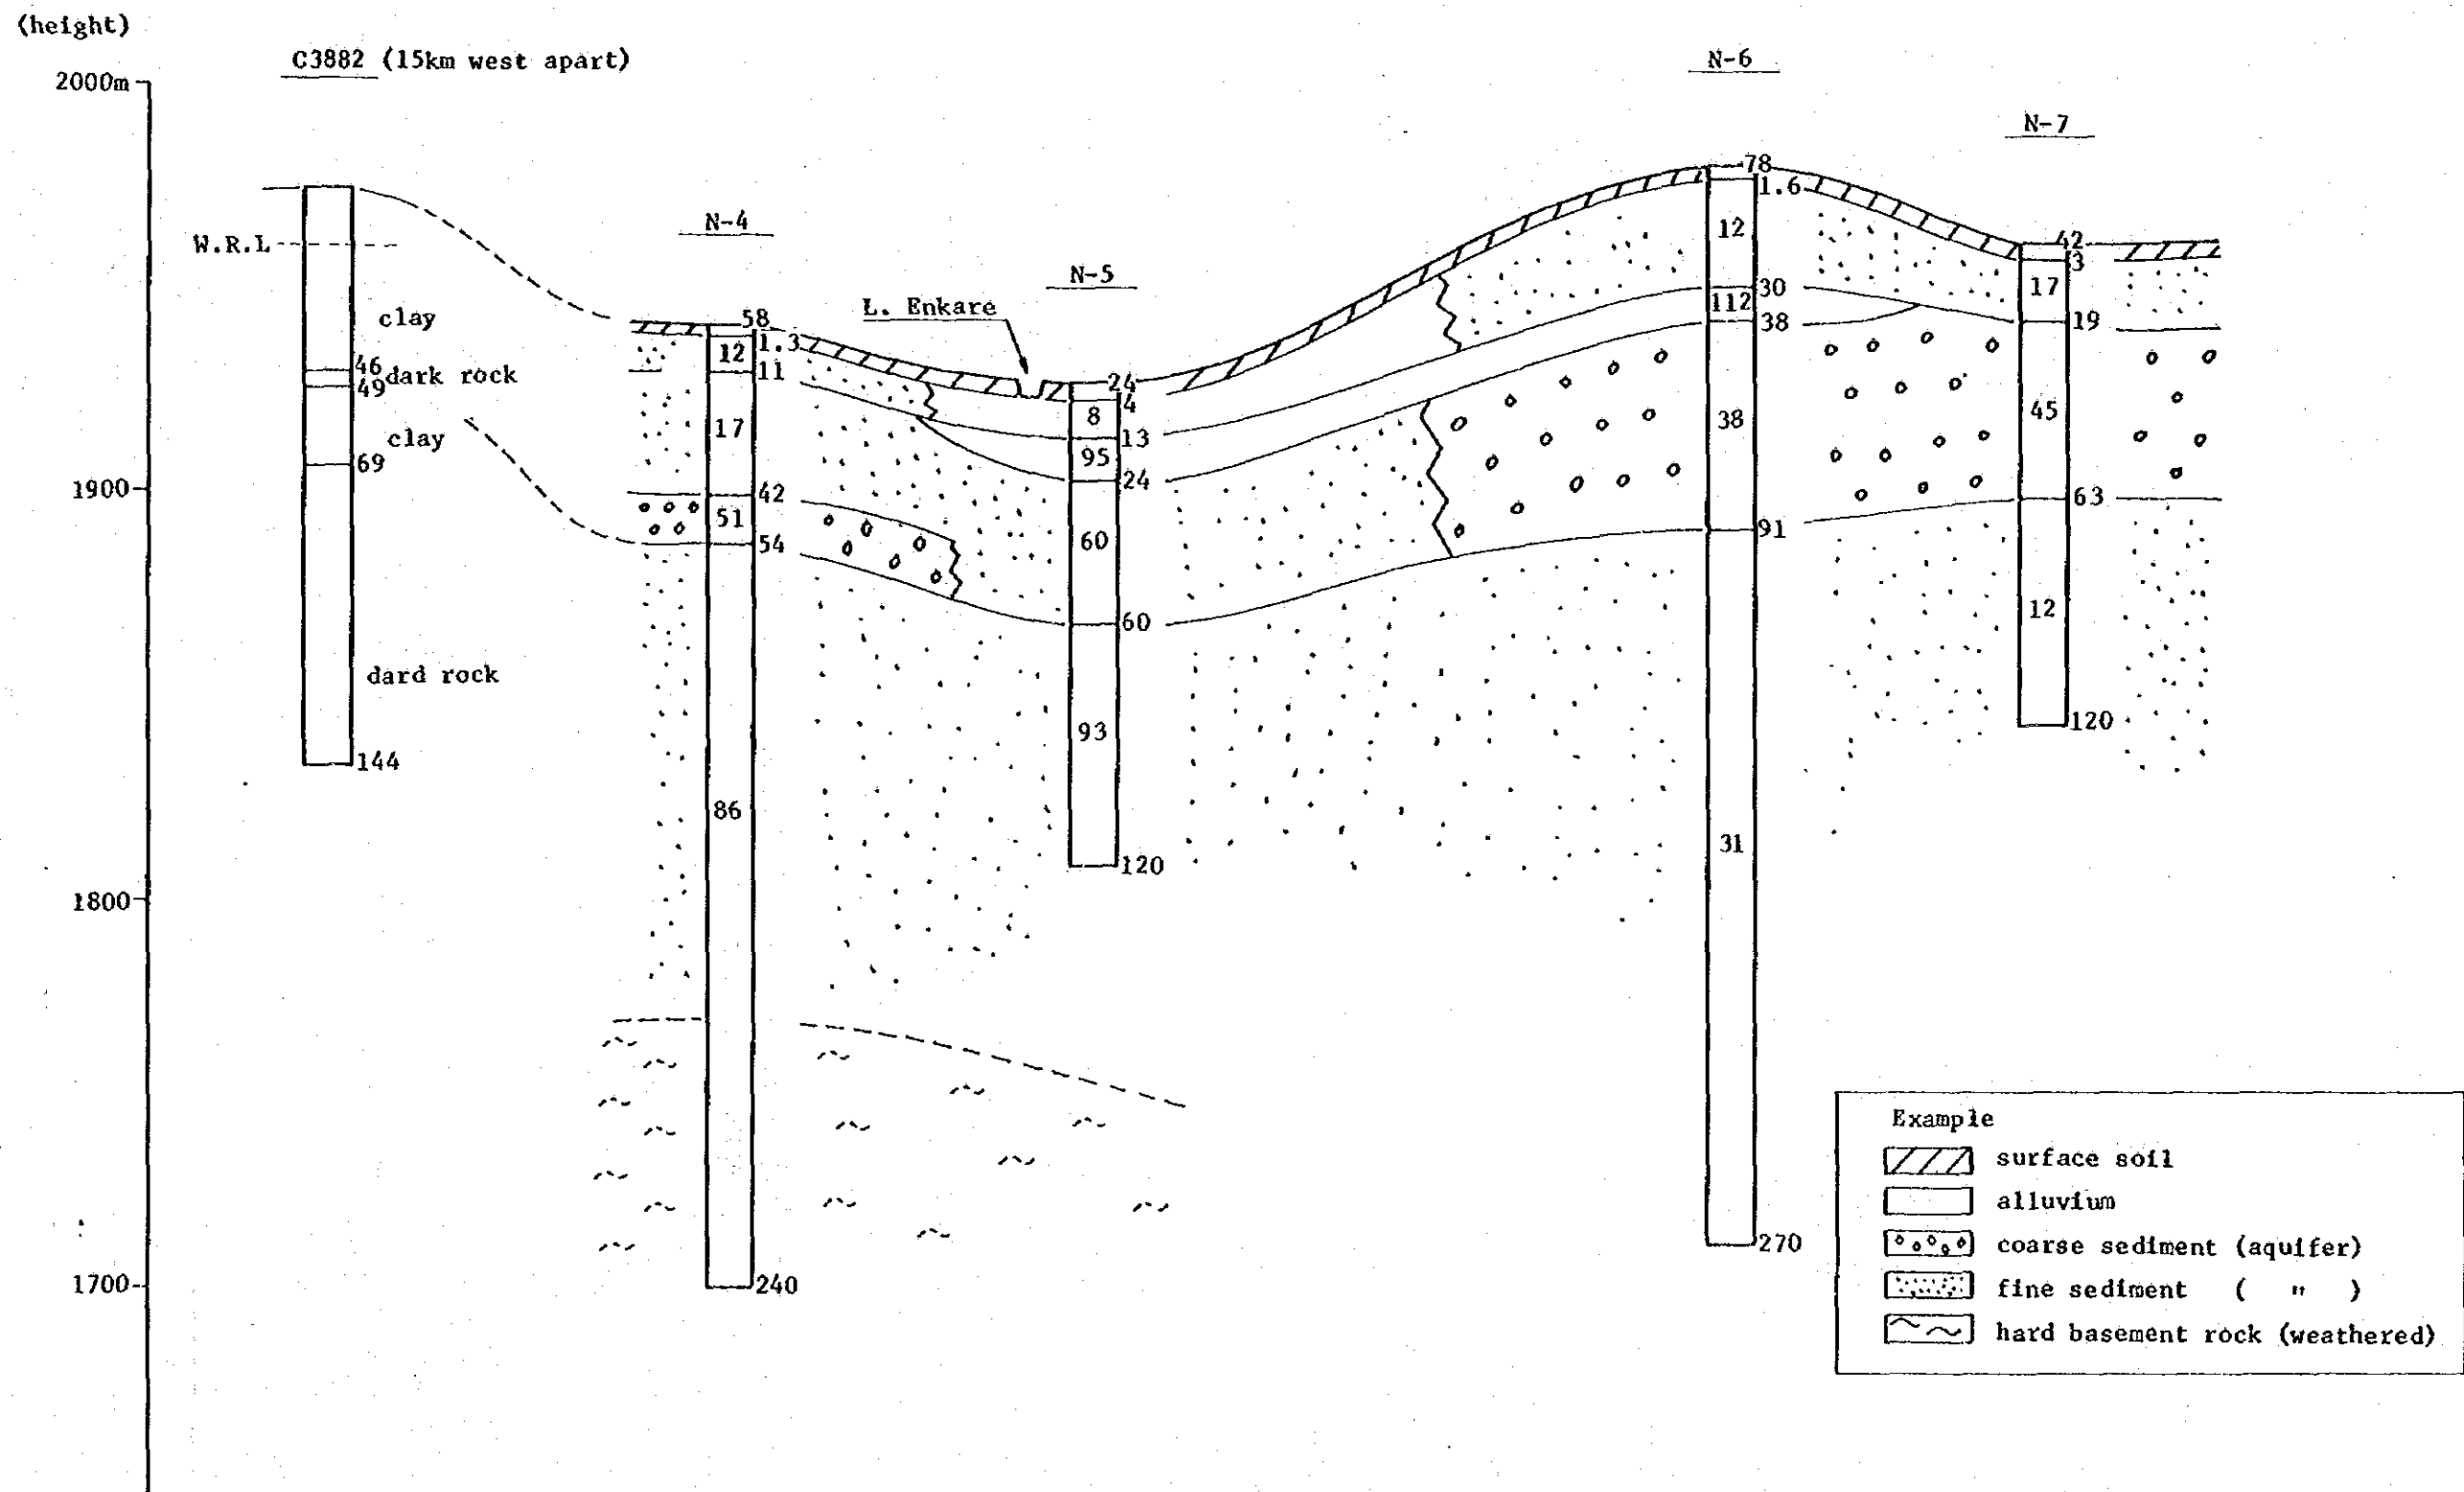 (height)
2000m
1900
1800
1700
C3882 (15km west apart)
W.R.L
clay
46
dark rock
49
clay
69
dard rock
144
N-4
58
1.3
12
11
17
42
51
54
86
240
L. Enkare
N-5
24
4
8
13
95
24
60
60
93
120
N-6
78
1.6
12
30
112
38
38
91
31
270
N-7
42
3
17
19
45
63
12
120
Example
surface soil
alluvium
coarse sediment (aquifer)
fine sediment ( " )
hard basement rock (weathered)